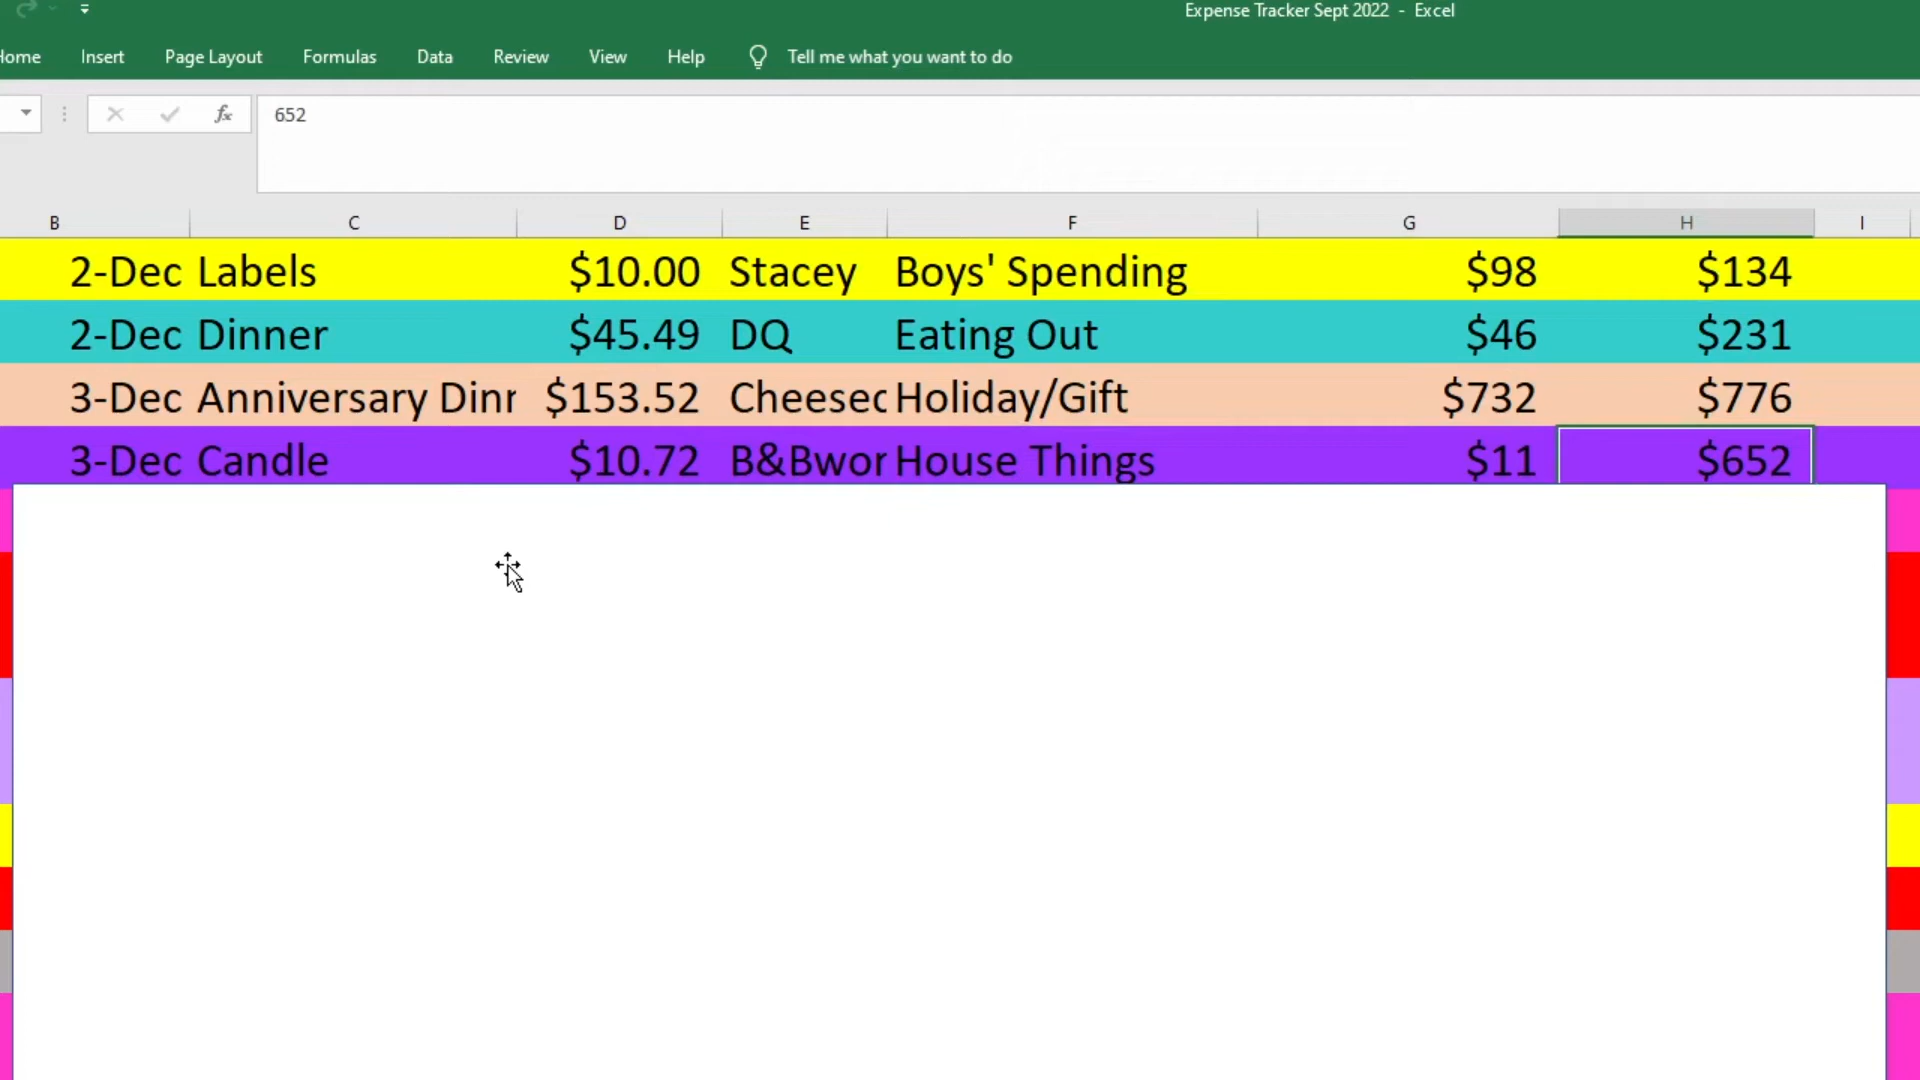 Expense Tracker Sept 2022 - Excel
Home Insert Page Layout Formulas Data Review View Help Tell me what you want to do
fx 652
B C D E F G H I
2-Dec Labels $10.00 Stacey Boys' Spending $98 $134
2-Dec Dinner $45.49 DQ Eating Out $46 $231
3-Dec Anniversary Dinr $153.52 Cheesec Holiday/Gift $732 $776
3-Dec Candle $10.72 B&Bwor House Things $11 $652